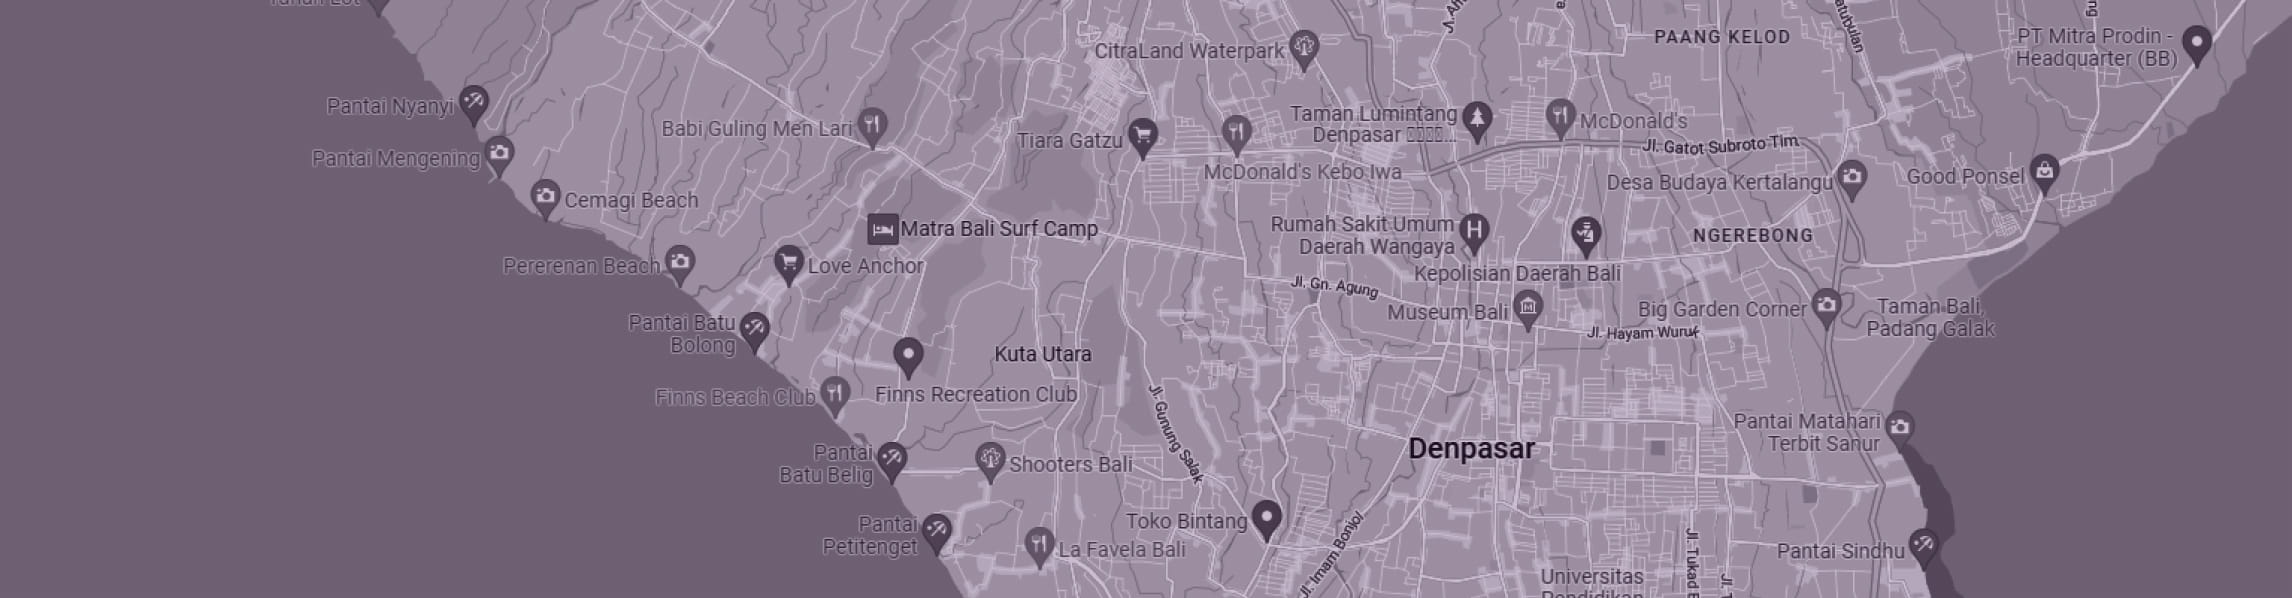 CitraLand Waterpark
PAANG KELOD
PT Mitra Prodin -
Headquarter (BB)
Pantai Nyanyi
Babi Guling Men Lari
Tiara Gatzu
Taman Lumintang
Denpasar
McDonald's
Jl. Gatot Subroto Tim.
Pantai Mengening
McDonald's Kebo Iwa
Desa Budaya Kertalangu
Good Ponsel
Cemagi Beach
Matra Bali Surf Camp
Rumah Sakit Umum
Daerah Wangaya
NGEREBONG
Pererenan Beach
Love Anchor
Kepolisian Daerah Bali
Jl. Gn. Agung
Museum Bali
Big Garden Corner
Taman Bali,
Padang Galak
Pantai Batu
Bolong
Jl. Hayam Wuruk
Kuta Utara
Finns Beach Club
Finns Recreation Club
Jl. Gunung Salak
Denpasar
Pantai Matahari
Terbit Sanur
Pantai
Batu Belig
Shooters Bali
Toko Bintang
Pantai
Petitenget
La Favela Bali
Jl. Imam Bonjol
Pantai Sindhu
Universitas
Pendidikan
Jl. Tukad